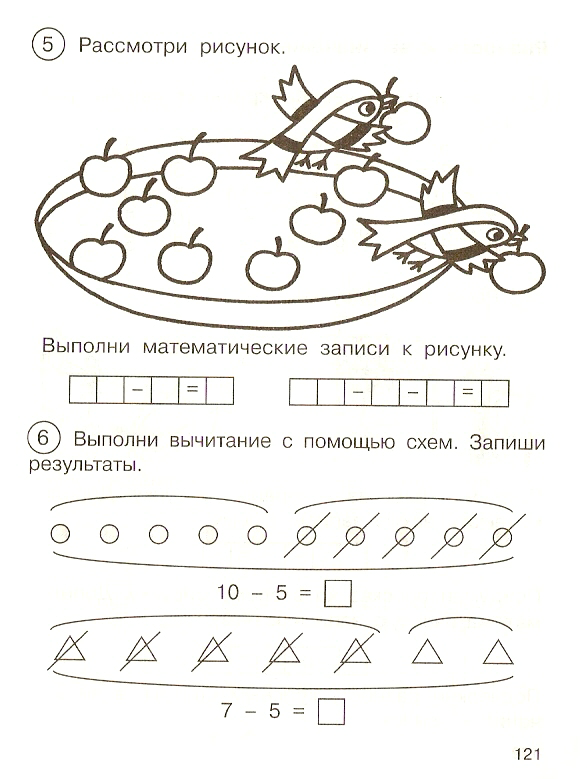 5 Рассмотри рисунок.
Выполни математические записи к рисунку.
– =
– – =
6 Выполни вычитание с помощью схем. Запиши
результаты.
10 – 5 =
7 – 5 =
121